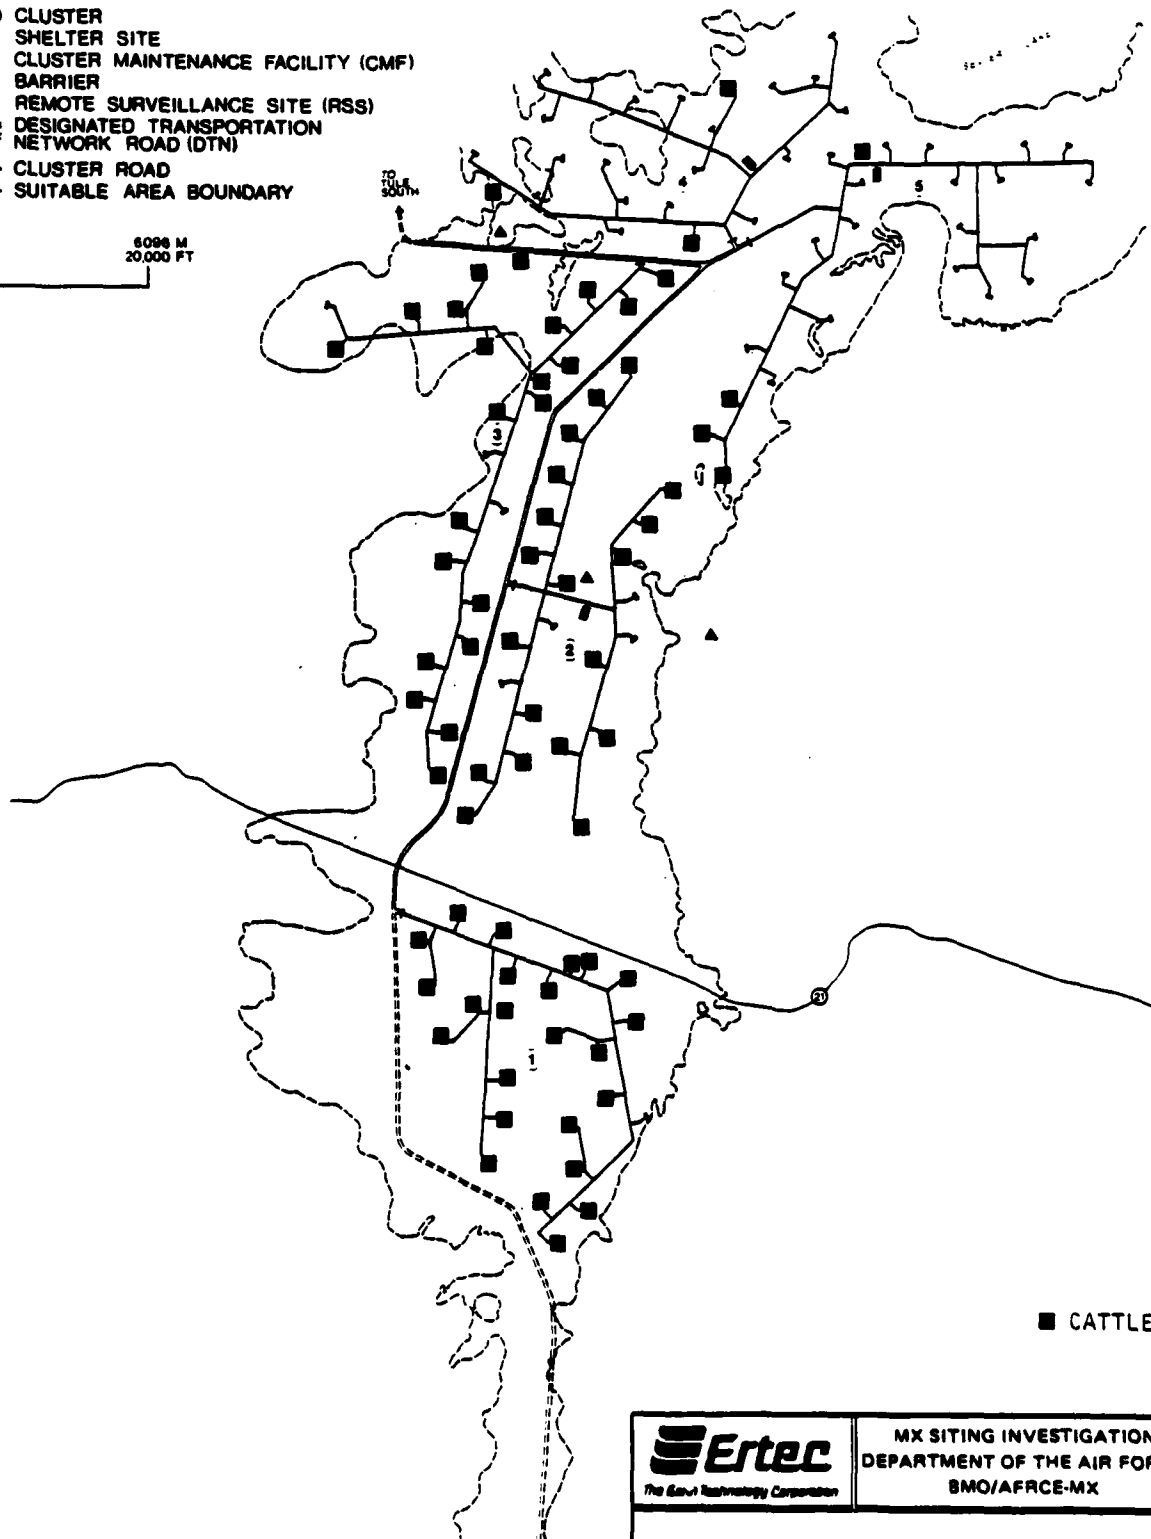 CLUSTER
SHELTER SITE
CLUSTER MAINTENANCE FACILITY (CMF)
BARRIER
REMOTE SURVEILLANCE SITE (RSS)
DESIGNATED TRANSPORTATION
NETWORK ROAD (DTN)
CLUSTER ROAD
SUITABLE AREA BOUNDARY
6096 M
20,000 FT
TO
TULE
SOUTH
4
5
3
2
21
1
CATTLE
Ertec
The Earth Technology Corporation
MX SITING INVESTIGATION
DEPARTMENT OF THE AIR FOR
BMO/AFRCE-MX